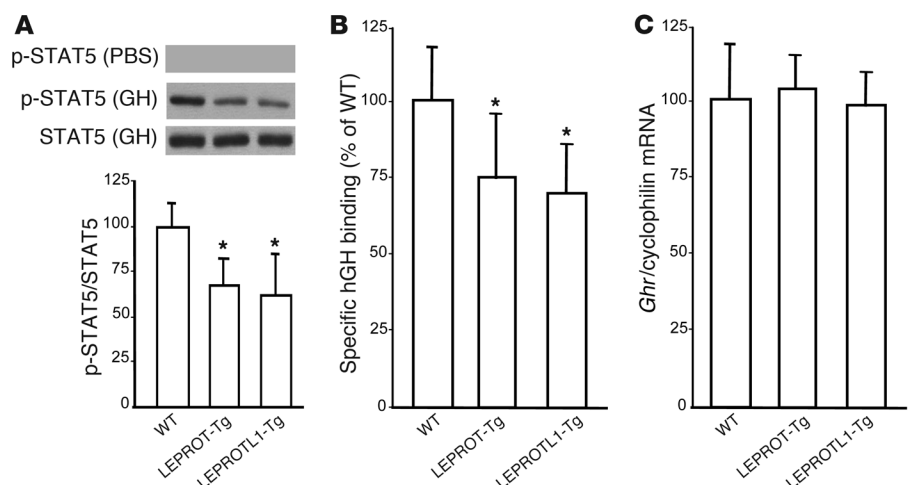 A
p-STAT5 (PBS)
p-STAT5 (GH)
STAT5 (GH)
p-STAT5/STAT5
125
100
75
50
25
0
*
*
WT
LEPROT-Tg
LEPROTL1-Tg
B
Specific hGH binding (% of WT)
125
100
75
50
25
0
*
*
WT
LEPROT-Tg
LEPROTL1-Tg
C
Ghr/cyclophilin mRNA
125
100
75
50
25
0
WT
LEPROT-Tg
LEPROTL1-Tg